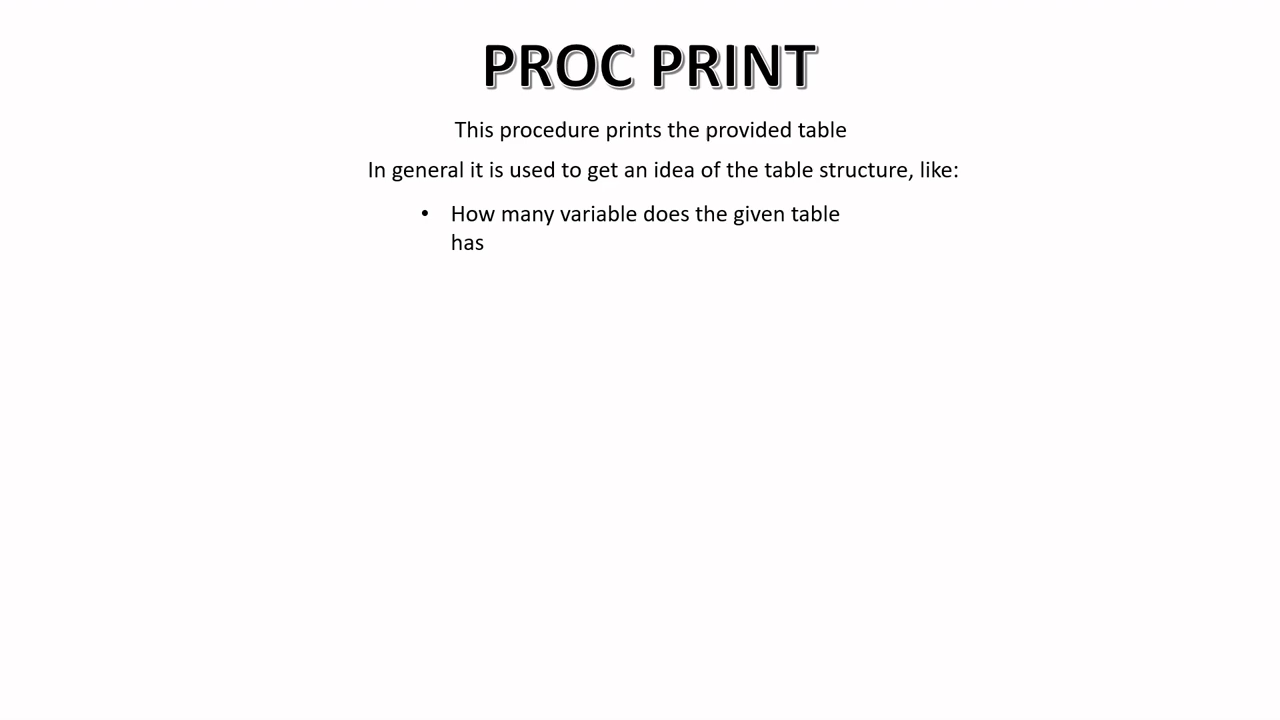 PROC PRINT
This procedure prints the provided table
In general it is used to get an idea of the table structure, like:
• How many variable does the given table
has